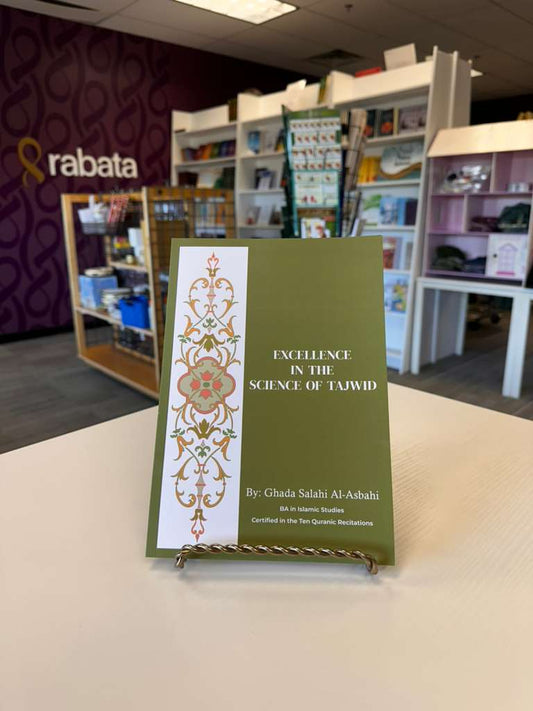 rabata
EXCELLENCE
IN THE
SCIENCE OF TAJWID
By: Ghada Salahi Al-Asbahi
BA in Islamic Studies
Certified in the Ten Quranic Recitations